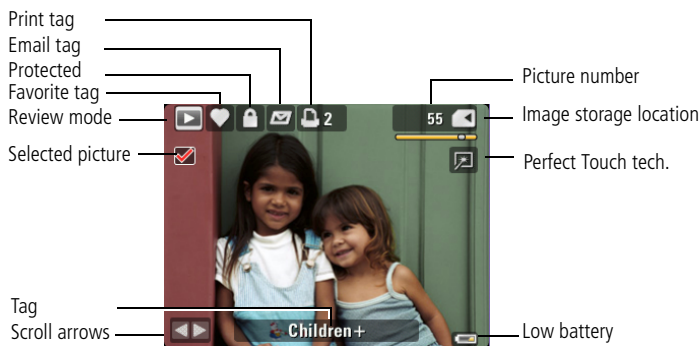 Print tag
Email tag
Protected
Favorite tag
Review mode
Selected picture
Tag
Scroll arrows
2
55
Children+
Picture number
Image storage location
Perfect Touch tech.
Low battery